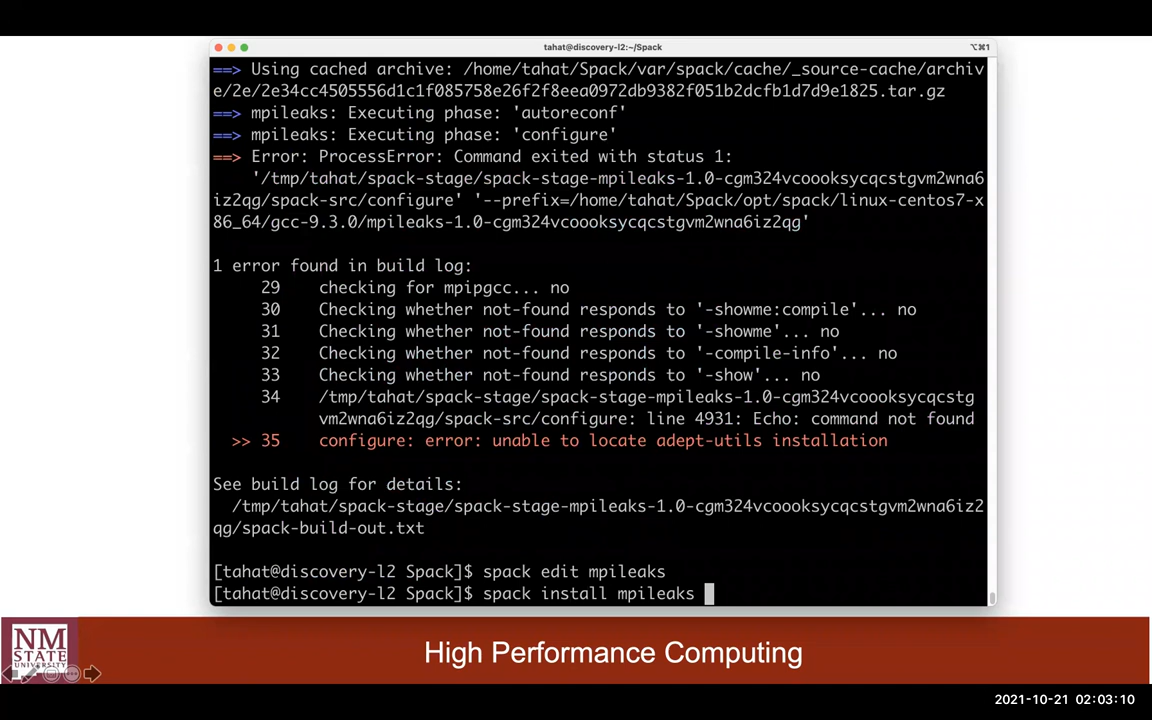 tahat@discovery-l2:~/Spack
⌥⌘1
==> Using cached archive: /home/tahat/Spack/var/spack/cache/_source-cache/archiv
e/2e/2e34cc4505556d1c1f085758e26f2f8eea0972db9382f051b2dcfb1d7d9e1825.tar.gz
==> mpileaks: Executing phase: 'autoreconf'
==> mpileaks: Executing phase: 'configure'
==> Error: ProcessError: Command exited with status 1:
'/tmp/tahat/spack-stage/spack-stage-mpileaks-1.0-cgm324vcoooksycqcstgvm2wna6
iz2qg/spack-src/configure' '--prefix=/home/tahat/Spack/opt/spack/linux-centos7-x
86_64/gcc-9.3.0/mpileaks-1.0-cgm324vcoooksycqcstgvm2wna6iz2qg'
1 error found in build log:
29 checking for mpipgcc... no
30 Checking whether not-found responds to '-showme:compile'... no
31 Checking whether not-found responds to '-showme'... no
32 Checking whether not-found responds to '-compile-info'... no
33 Checking whether not-found responds to '-show'... no
34 /tmp/tahat/spack-stage/spack-stage-mpileaks-1.0-cgm324vcoooksycqcstg
vm2wna6iz2qg/spack-src/configure: line 4931: Echo: command not found
>> 35 configure: error: unable to locate adept-utils installation
See build log for details:
/tmp/tahat/spack-stage/spack-stage-mpileaks-1.0-cgm324vcoooksycqcstgvm2wna6iz2
qg/spack-build-out.txt
[tahat@discovery-l2 Spack]$ spack edit mpileaks
[tahat@discovery-l2 Spack]$ spack install mpileaks
NM
STATE
UNIVERSITY
High Performance Computing
2021-10-21 02:03:10